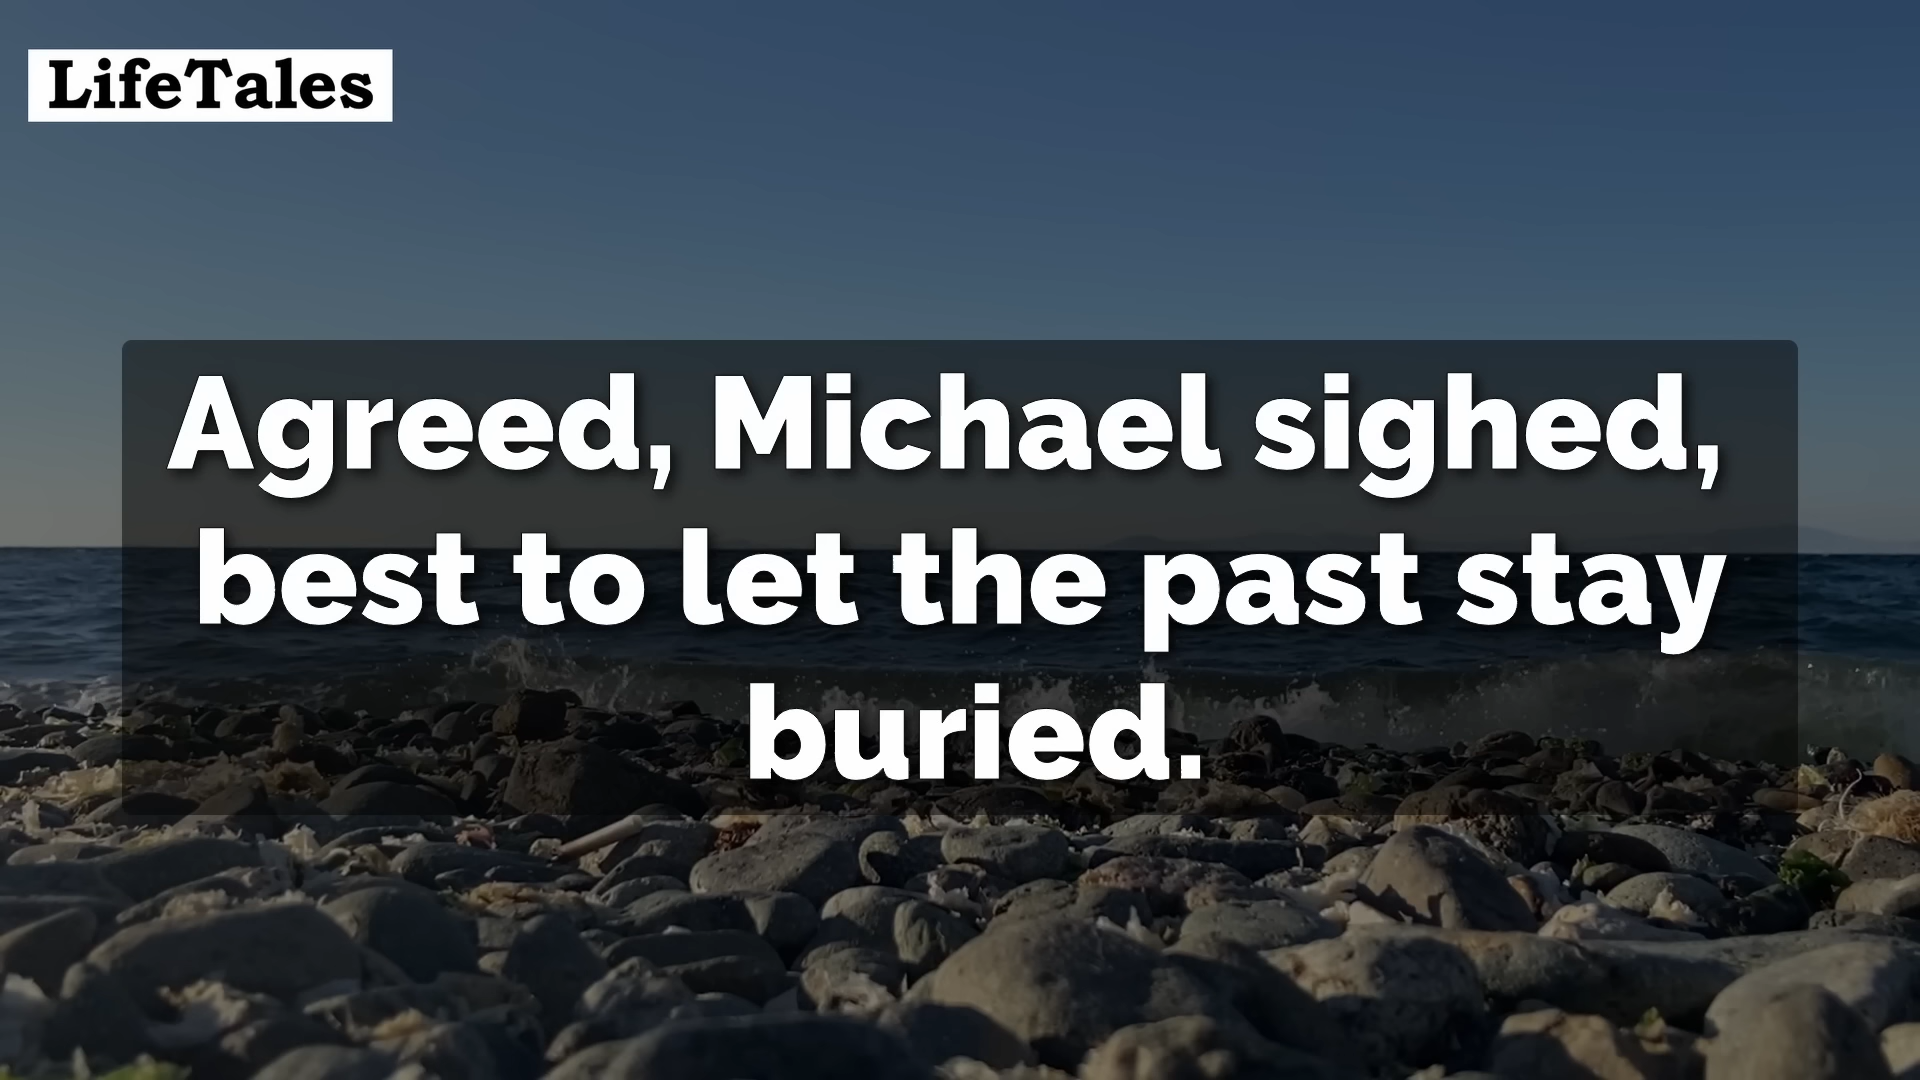 LifeTales
Agreed, Michael sighed,
best to let the past stay
buried.